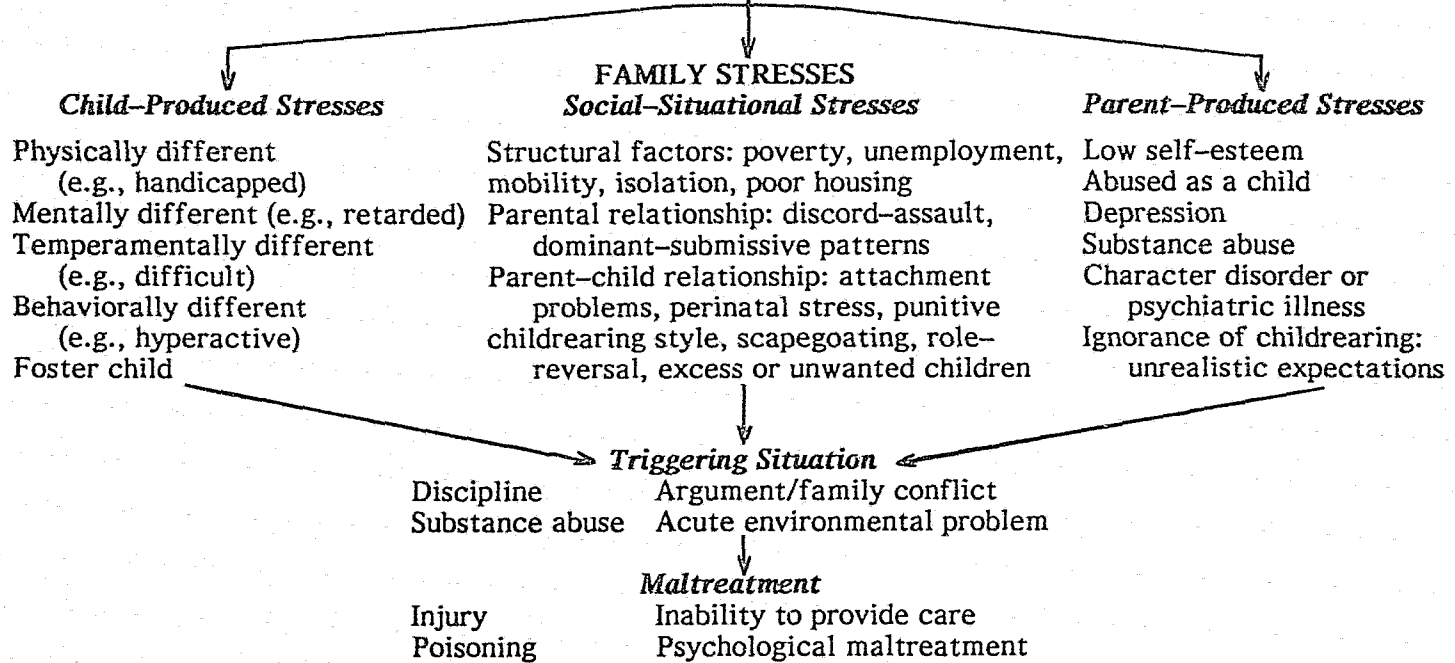 FAMILY STRESSES
Child–Produced Stresses
Physically different
(e.g., handicapped)
Mentally different (e.g., retarded)
Temperamentally different
(e.g., difficult)
Behaviorally different
(e.g., hyperactive)
Foster child
Social–Situational Stresses
Structural factors: poverty, unemployment,
mobility, isolation, poor housing
Parental relationship: discord–assault,
dominant–submissive patterns
Parent–child relationship: attachment
problems, perinatal stress, punitive
childrearing style, scapegoating, role–
reversal, excess or unwanted children
Parent–Produced Stresses
Low self–esteem
Abused as a child
Depression
Substance abuse
Character disorder or
psychiatric illness
Ignorance of childrearing:
unrealistic expectations
Triggering Situation
Discipline Argument/family conflict
Substance abuse Acute environmental problem
Maltreatment
Injury Inability to provide care
Poisoning Psychological maltreatment